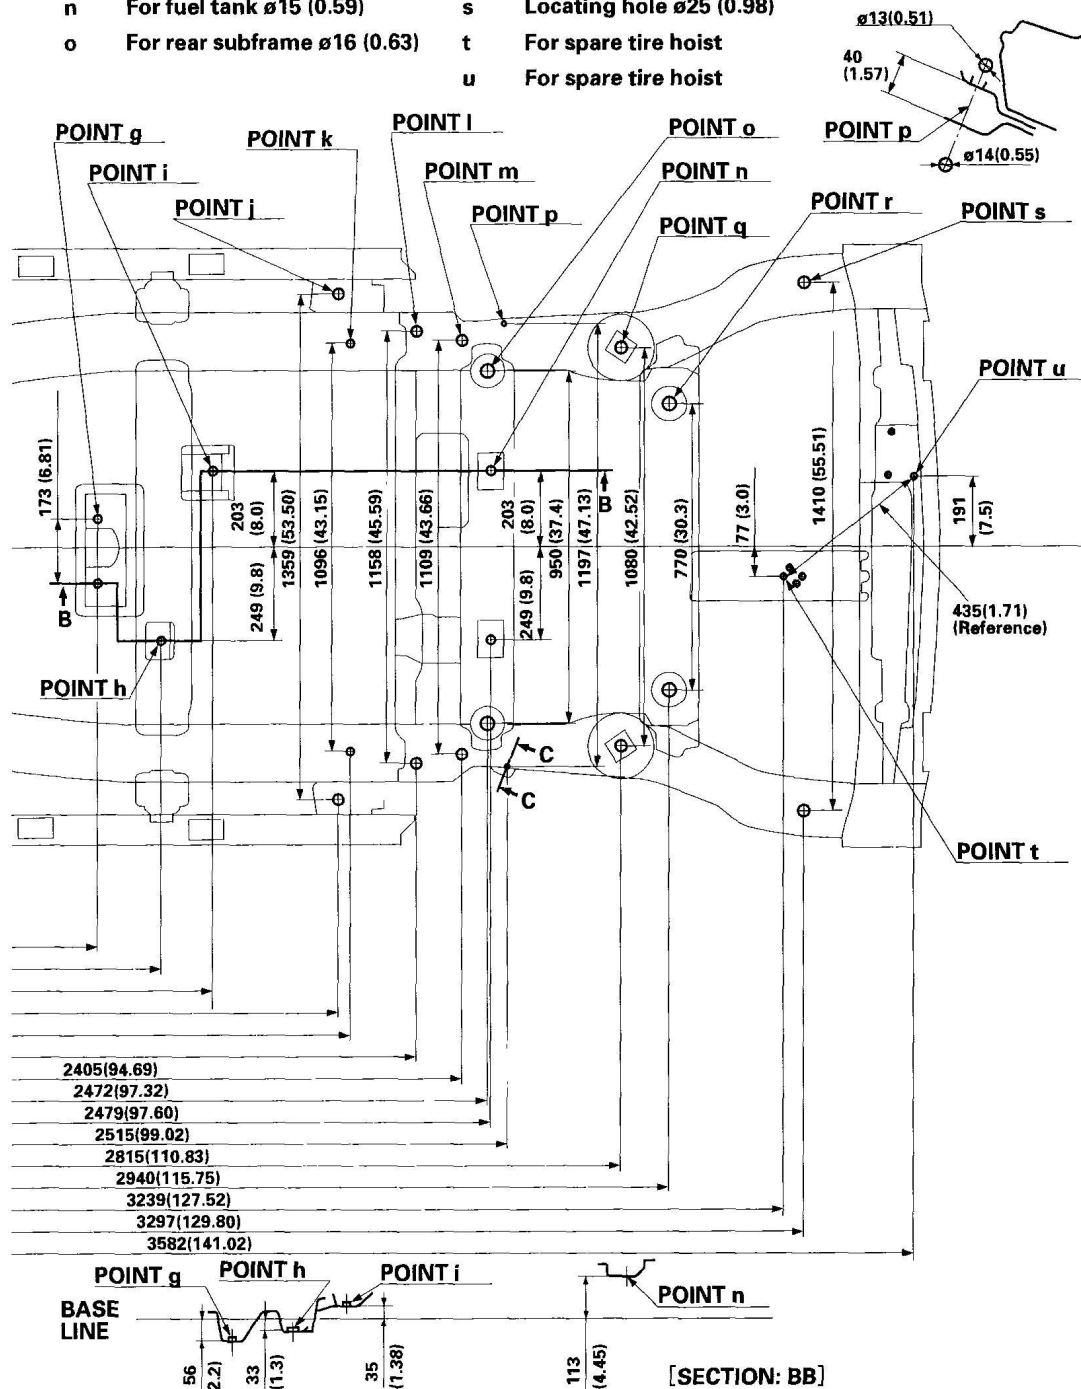 n For fuel tank ø15 (0.59) s Locating hole ø25 (0.98)
o For rear subframe ø16 (0.63) t For spare tire hoist
u For spare tire hoist
ø13(0.51)
40
(1.57)
POINT p
ø14(0.55)
POINT g
POINT k
POINT l
POINT o
POINT i
POINT m
POINT n
POINT j
POINT p
POINT q
POINT r
POINT s
POINT u
173 (6.81)
203
(8.0)
249 (9.8)
1359 (53.50)
1096 (43.15)
1158 (45.59)
1109 (43.66)
203
(8.0)
249 (9.8)
950 (37.4)
1197 (47.13)
1080 (42.52)
770 (30.3)
77 (3.0)
1410 (55.51)
191
(7.5)
B
B
435(1.71)
(Reference)
POINT h
C
C
POINT t
2405(94.69)
2472(97.32)
2479(97.60)
2515(99.02)
2815(110.83)
2940(115.75)
3239(127.52)
3297(129.80)
3582(141.02)
POINT g
POINT h
POINT i
POINT n
BASE
LINE
56
2.2)
33
(1.3)
35
(1.38)
113
(4.45)
[SECTION: BB]